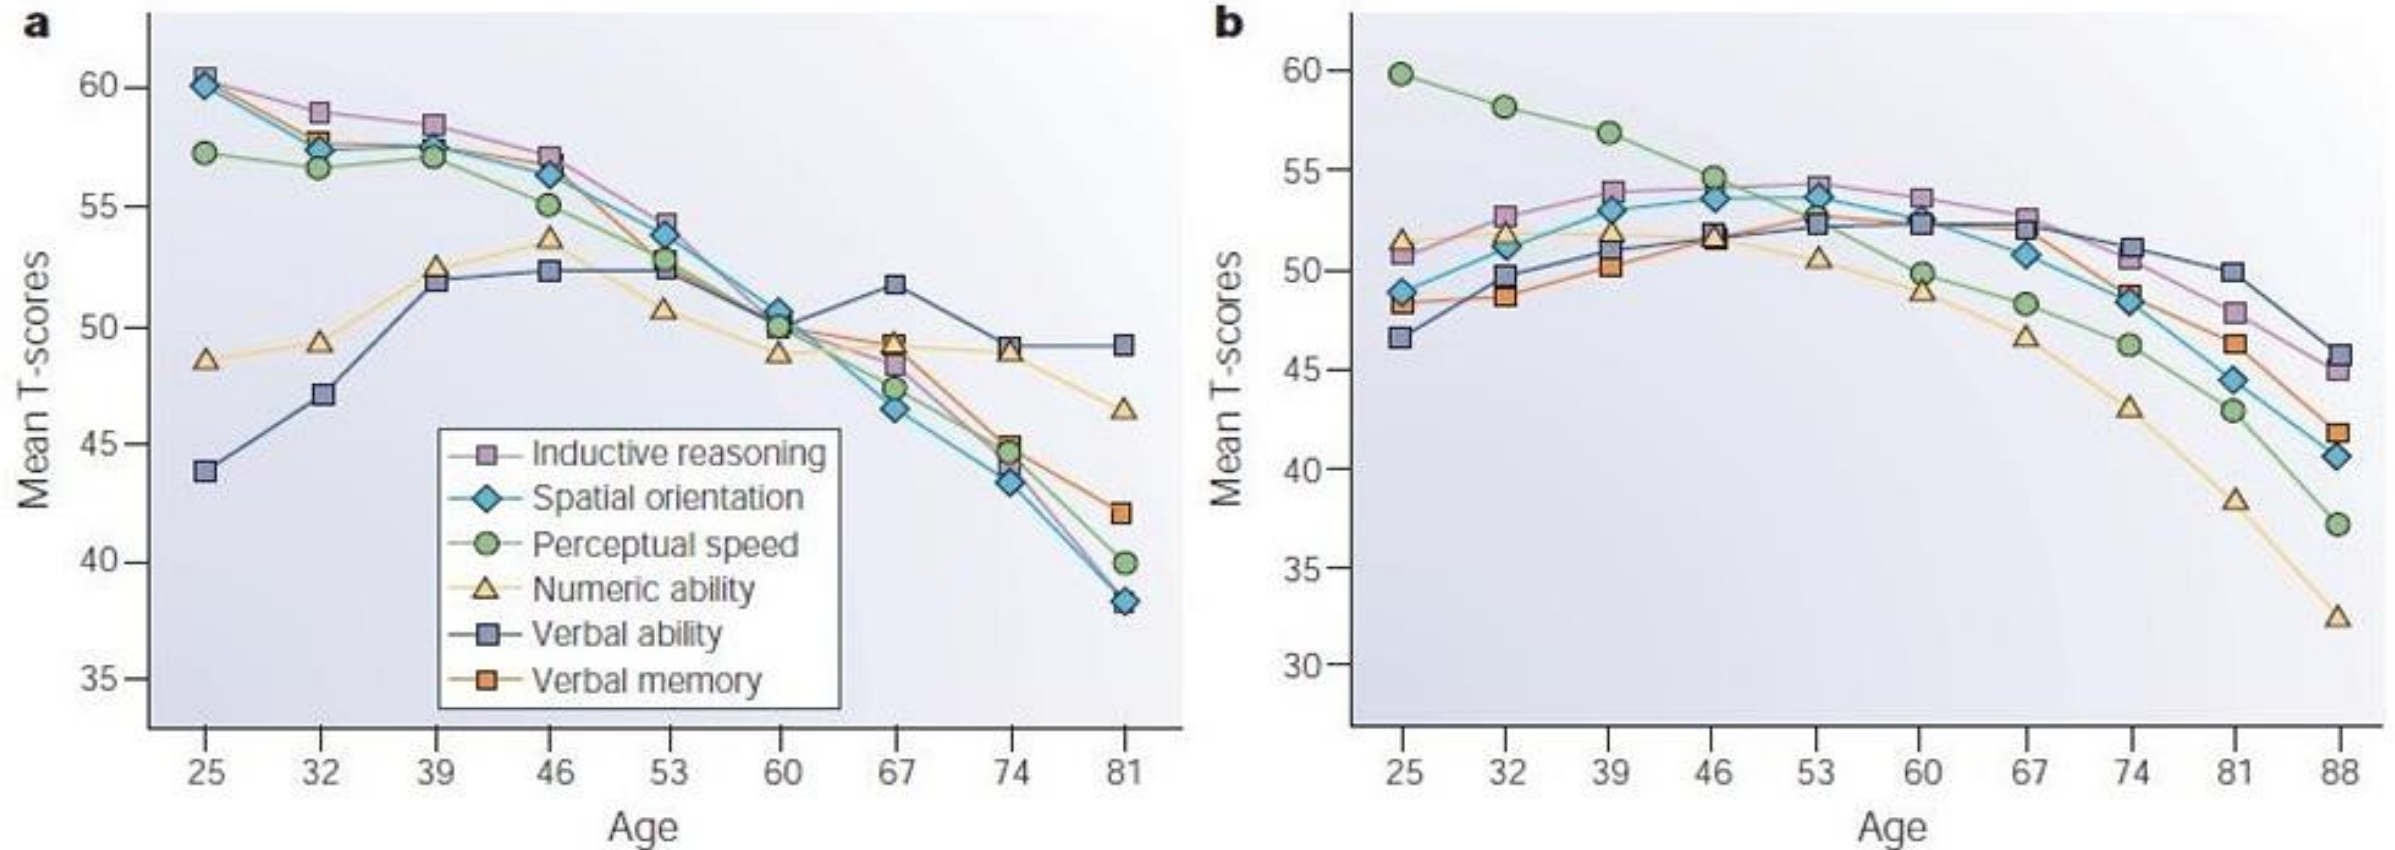 a
Mean T-scores
60
55
50
45
40
35
Inductive reasoning
Spatial orientation
Perceptual speed
Numeric ability
Verbal ability
Verbal memory
25 32 39 46 53 60 67 74 81
Age
b
Mean T-scores
60
55
50
45
40
35
30
25 32 39 46 53 60 67 74 81 88
Age